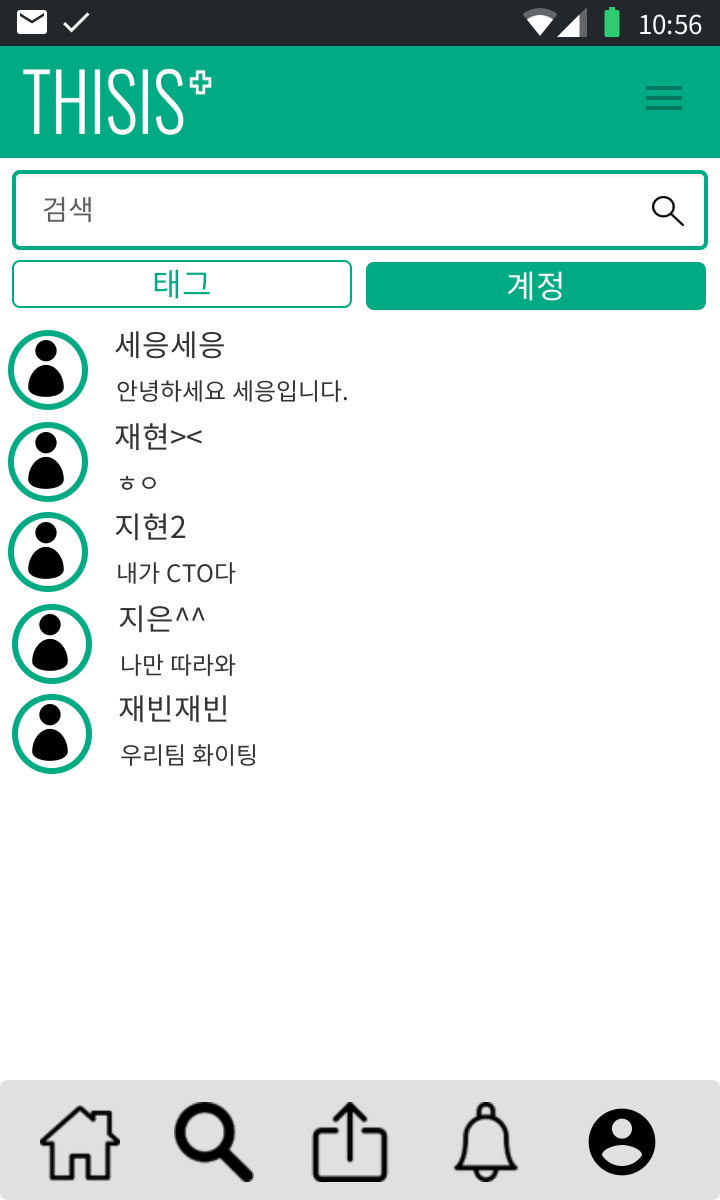 10:56
THISIS
검색
태그
계정
세응세응
안녕하세요 세응입니다.
재현><
ㅎㅇ
지현2
내가 CTO다
지은^^
나만 따라와
재빈재빈
우리팀 화이팅